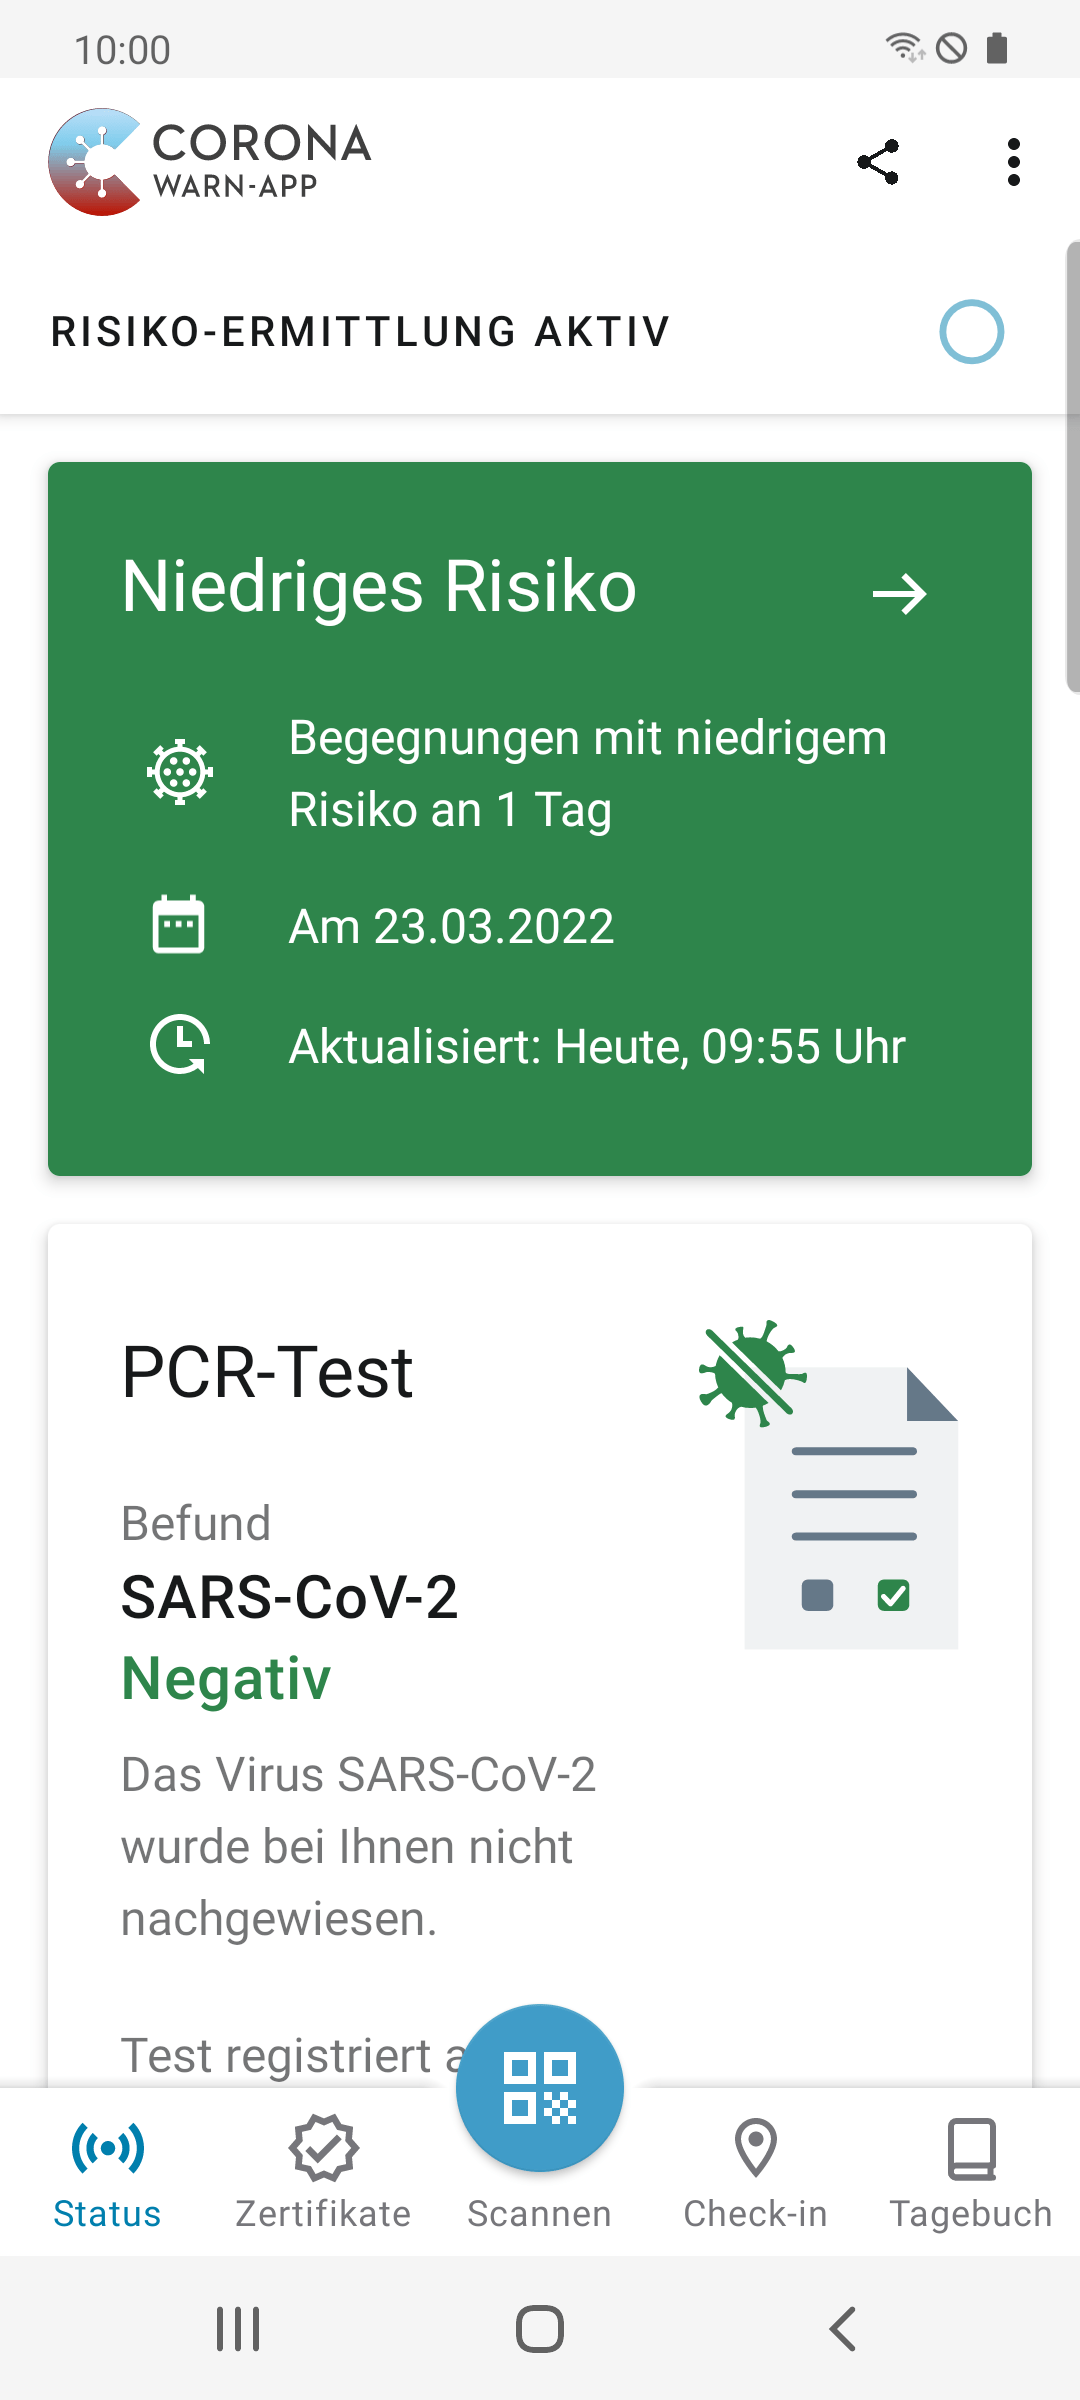 10:00
CORONA
WARN-APP
RISIKO-ERMITTLUNG AKTIV
Niedriges Risiko
Begegnungen mit niedrigem
Risiko an 1 Tag
Am 23.03.2022
Aktualisiert: Heute, 09:55 Uhr
PCR-Test
Befund
SARS-CoV-2
Negativ
Das Virus SARS-CoV-2
wurde bei Ihnen nicht
nachgewiesen.
Test registriert
Status
Zertifikate
Scannen
Check-in
Tagebuch